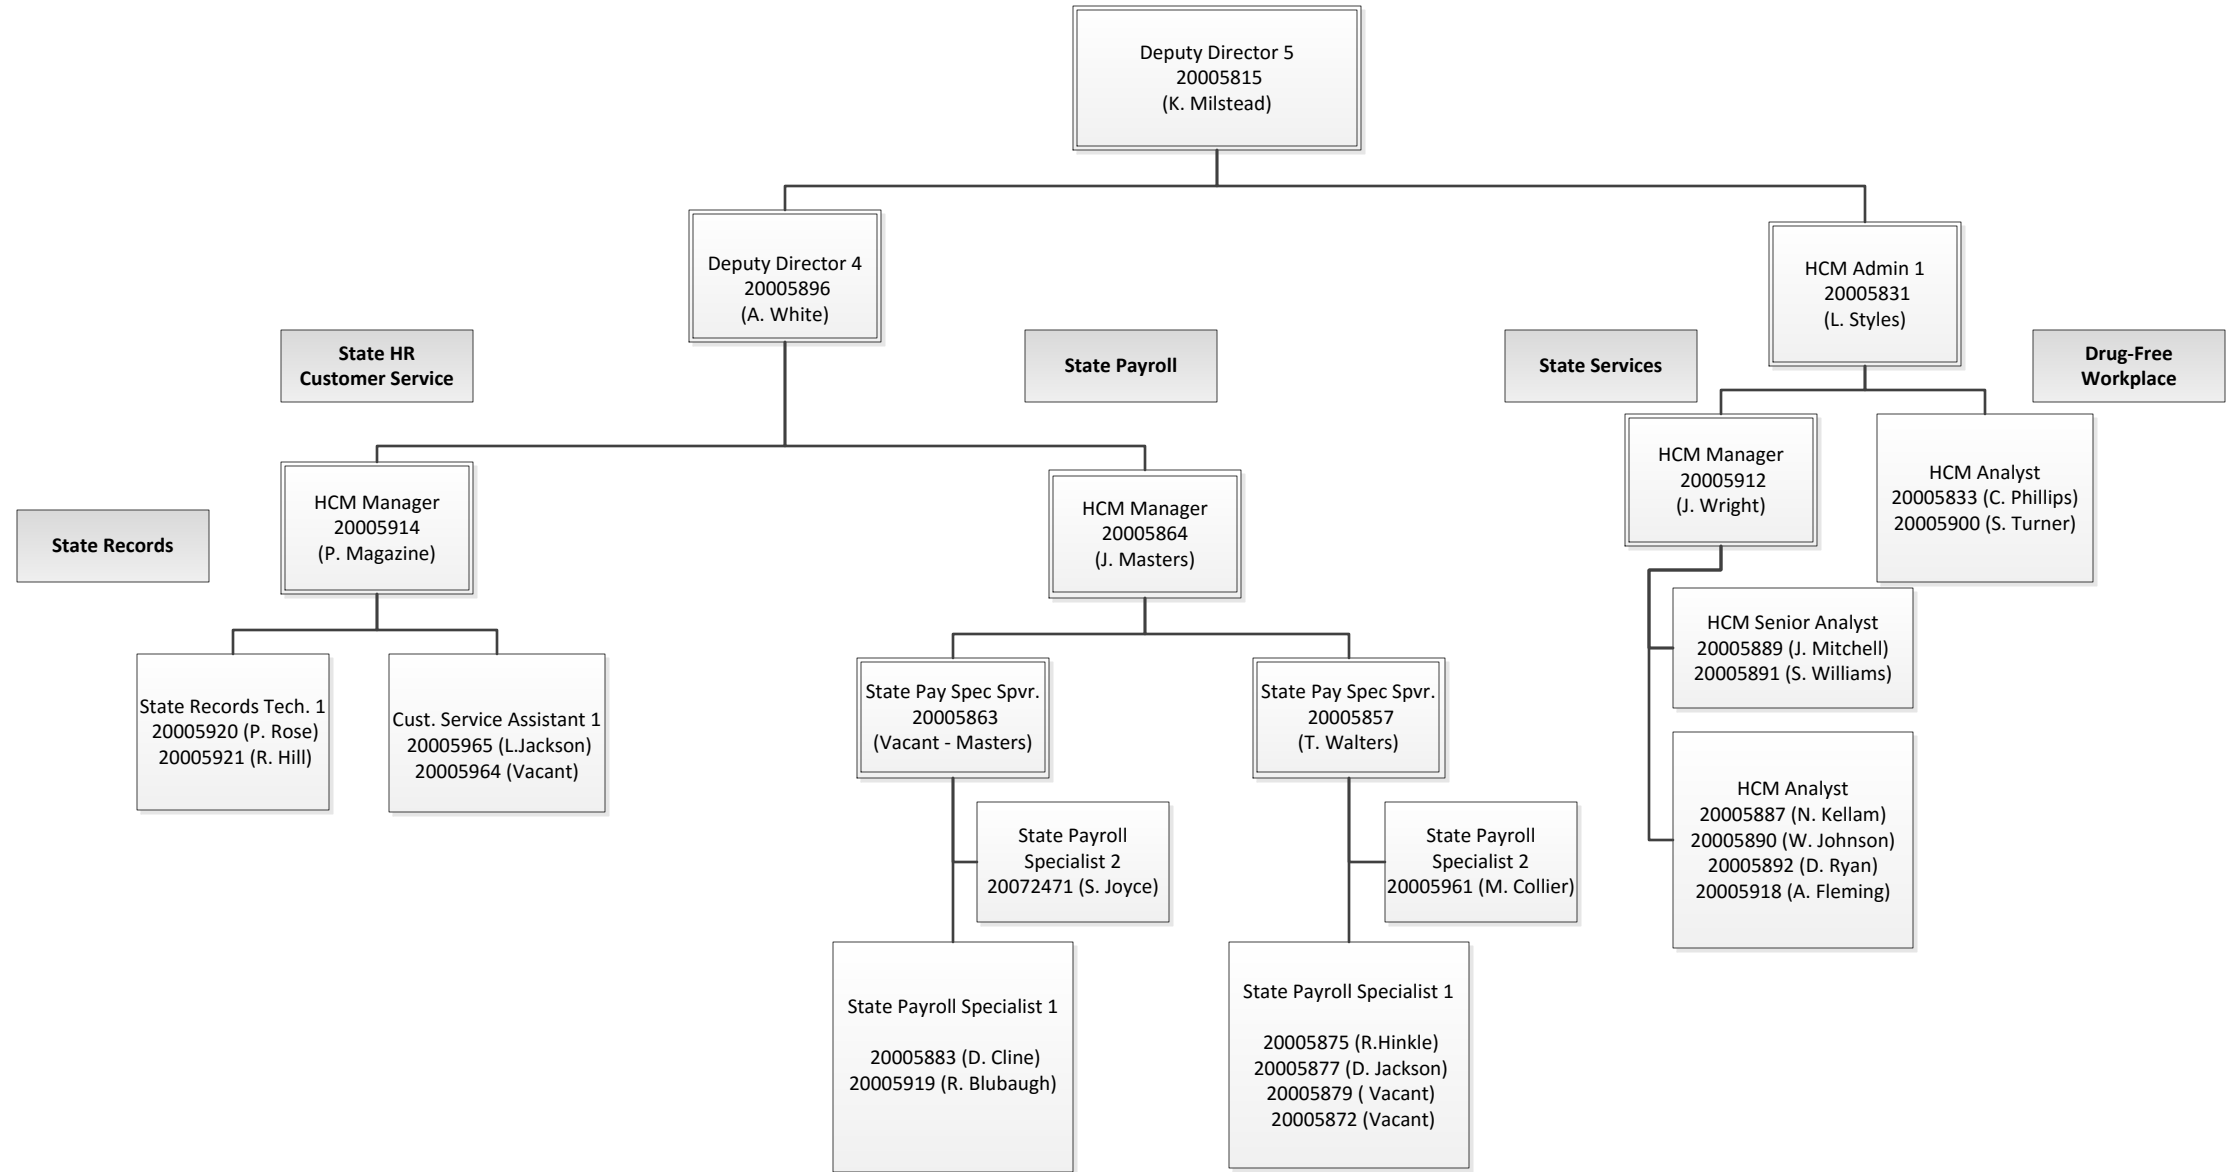 Deputy Director 5
20005815
(K. Milstead)
Deputy Director 4
20005896
(A. White)
HCM Admin 1
20005831
(L. Styles)
State HR
Customer Service
State Payroll
State Services
Drug-Free
Workplace
HCM Manager
20005914
(P. Magazine)
HCM Manager
20005864
(J. Masters)
HCM Manager
20005912
(J. Wright)
HCM Analyst
20005833 (C. Phillips)
20005900 (S. Turner)
State Records
State Records Tech. 1
20005920 (P. Rose)
20005921 (R. Hill)
Cust. Service Assistant 1
20005965 (L.Jackson)
20005964 (Vacant)
State Pay Spec Spvr.
20005863
(Vacant - Masters)
State Pay Spec Spvr.
20005857
(T. Walters)
HCM Senior Analyst
20005889 (J. Mitchell)
20005891 (S. Williams)
HCM Analyst
20005887 (N. Kellam)
20005890 (W. Johnson)
20005892 (D. Ryan)
20005918 (A. Fleming)
State Payroll
Specialist 2
20072471 (S. Joyce)
State Payroll
Specialist 2
20005961 (M. Collier)
State Payroll Specialist 1
20005883 (D. Cline)
20005919 (R. Blubaugh)
State Payroll Specialist 1
20005875 (R.Hinkle)
20005877 (D. Jackson)
20005879 ( Vacant)
20005872 (Vacant)